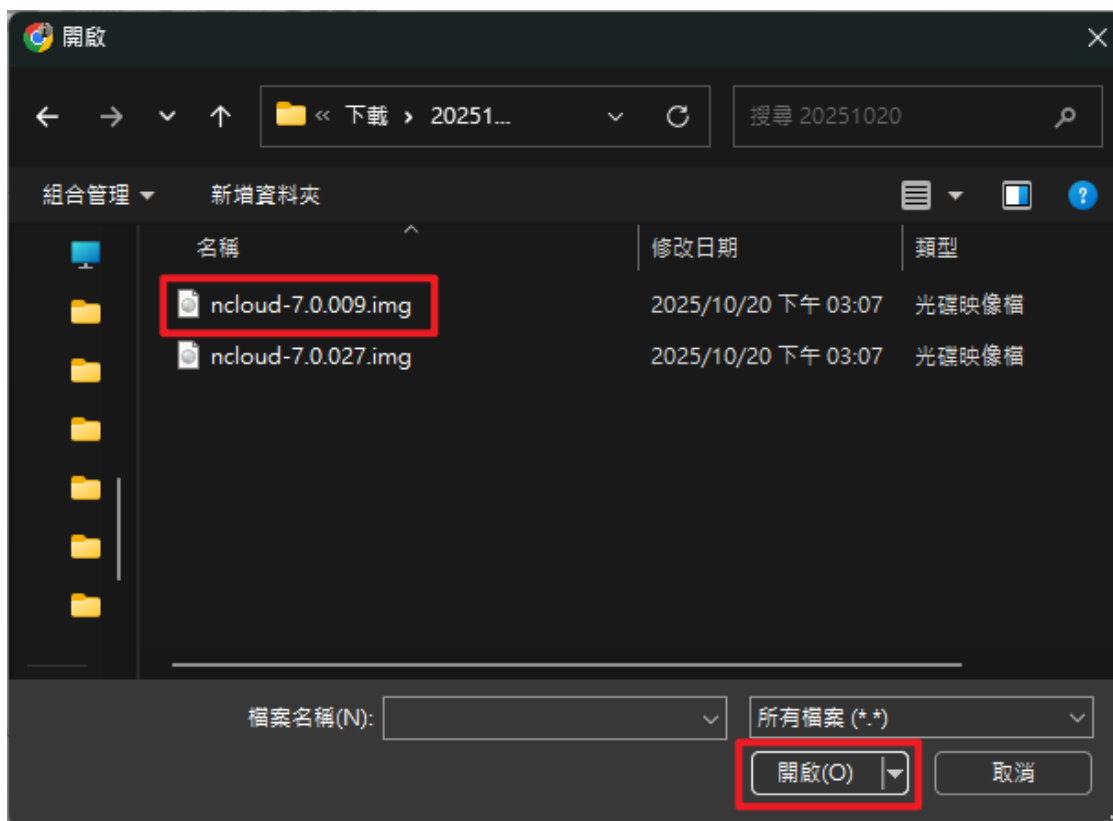 開啟
« 下載 › 20251...
搜尋 20251020
組合管理 新增資料夾
?
名稱 修改日期 類型
ncloud-7.0.009.img 2025/10/20 下午 03:07 光碟映像檔
ncloud-7.0.027.img 2025/10/20 下午 03:07 光碟映像檔
檔案名稱(N): 所有檔案 (*.*)
開啟(O) 取消